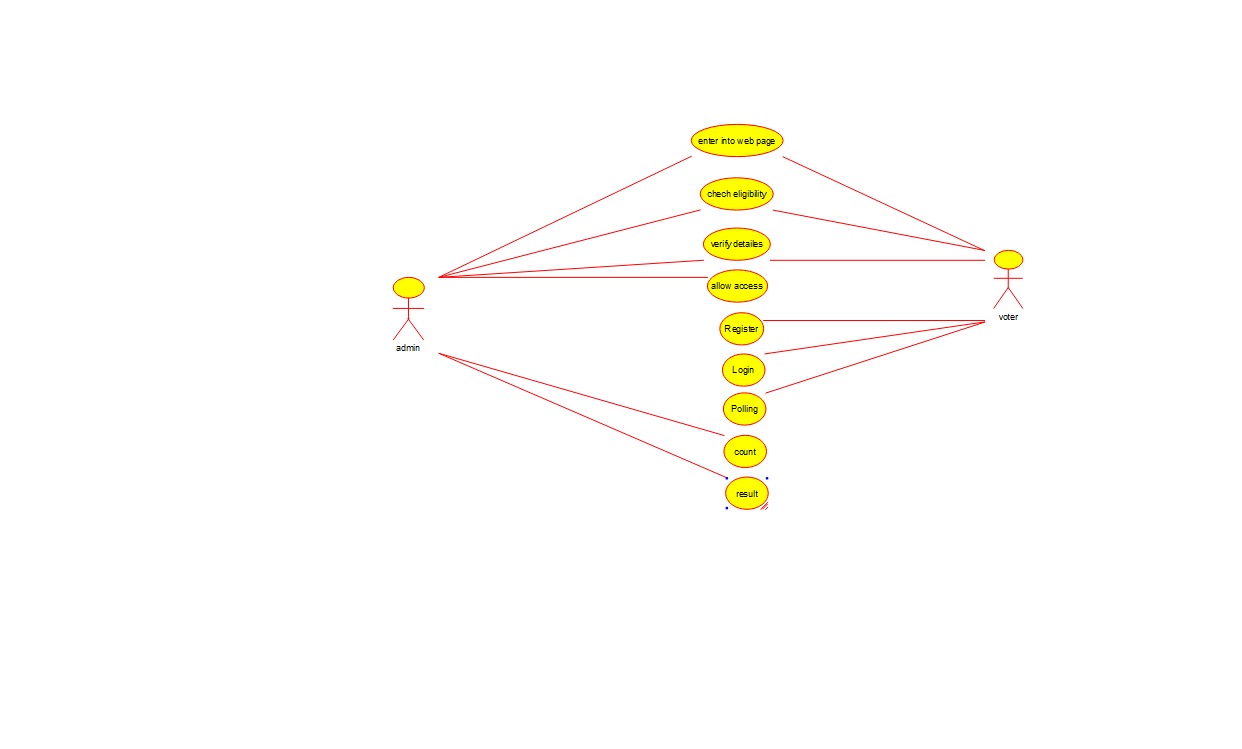 enter into web page
chech eligibility
verify detailes
allow access
Register
Login
Polling
count
result
admin
voter